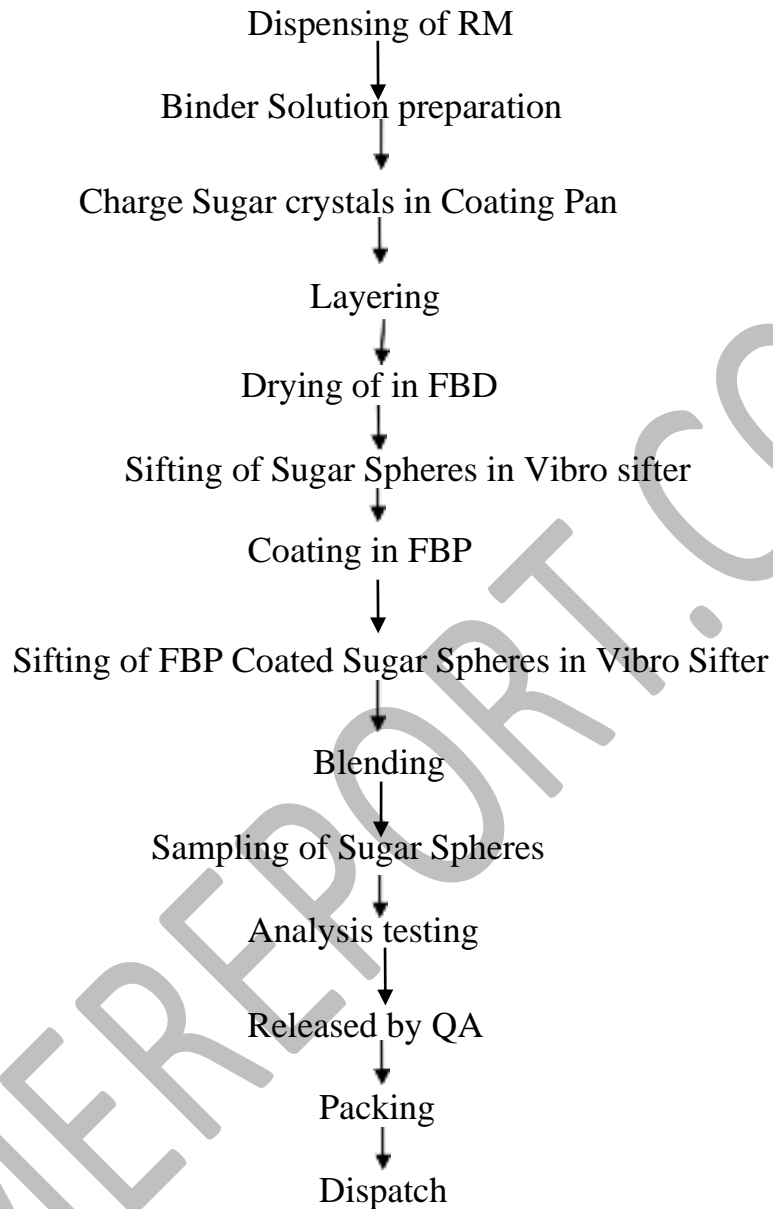 Dispensing of RM
Binder Solution preparation
Charge Sugar crystals in Coating Pan
Layering
Drying of in FBD
Sifting of Sugar Spheres in Vibro sifter
Coating in FBP
Sifting of FBP Coated Sugar Spheres in Vibro Sifter
Blending
Sampling of Sugar Spheres
Analysis testing
Released by QA
Packing
Dispatch
MEREPORT.CO